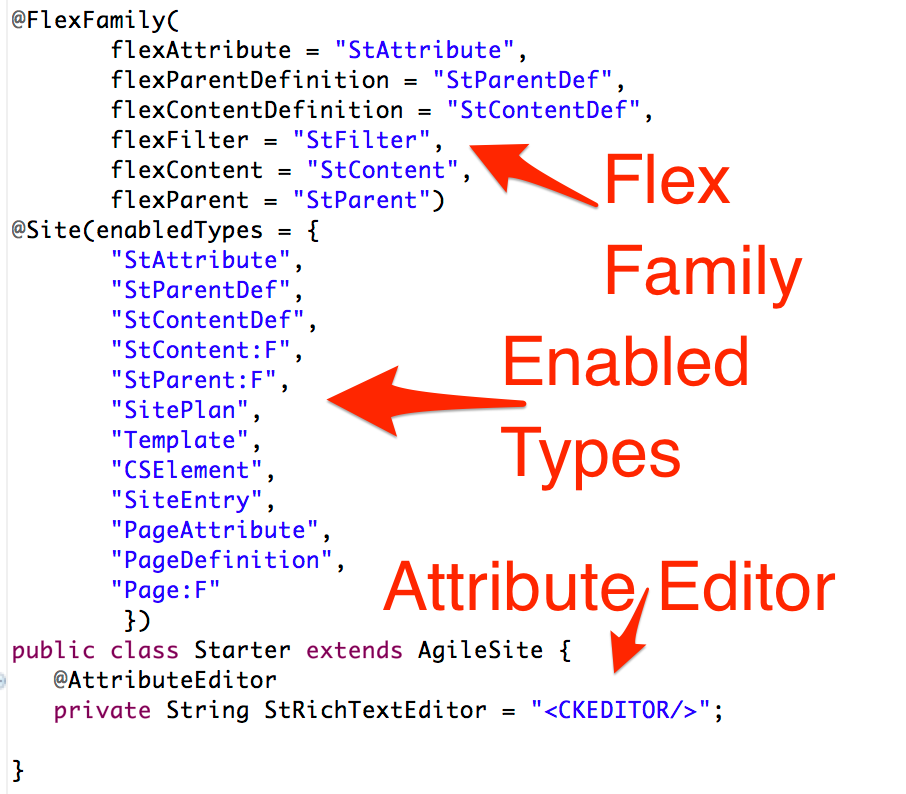 @FlexFamily(
flexAttribute = "StAttribute",
flexParentDefinition = "StParentDef",
flexContentDefinition = "StContentDef",
flexFilter = "StFilter",
flexContent = "StContent",
flexParent = "StParent")
@Site(enabledTypes = {
"StAttribute",
"StParentDef",
"StContentDef",
"StContent:F",
"StParent:F",
"SitePlan",
"Template",
"CSElement",
"SiteEntry",
"PageAttribute",
"PageDefinition",
"Page:F"
})
public class Starter extends AgileSite {
@AttributeEditor
private String StRichTextEditor = "<CKEDITOR/>";
}
Flex
Family
Enabled
Types
Attribute Editor